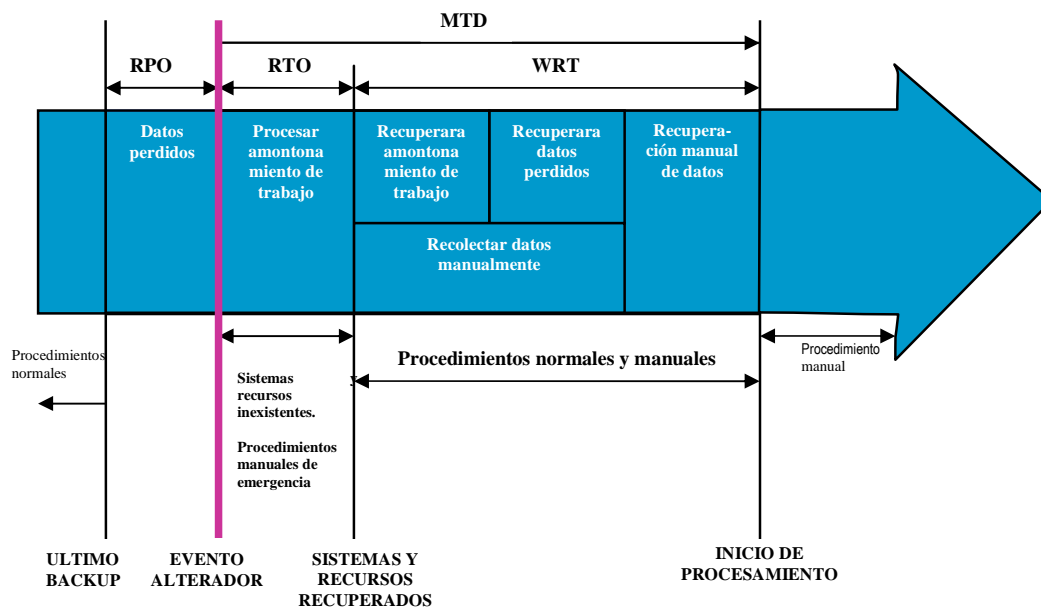 MTD
RPO
RTO
WRT
Datos
perdidos
Procesar
amontona
miento de
trabajo
Recuperara
amontona
miento de
trabajo
Recuperara
datos
perdidos
Recupera-
ción manual
de datos
Recolectar datos
manualmente
Procedimientos
normales
Sistemas y
recursos
inexistentes.
Procedimientos
manuales de
emergencia
Procedimientos normales y manuales
Procedimiento
manual
ULTIMO
BACKUP
EVENTO
ALTERADOR
SISTEMAS Y
RECURSOS
RECUPERADOS
INICIO DE
PROCESAMIENTO